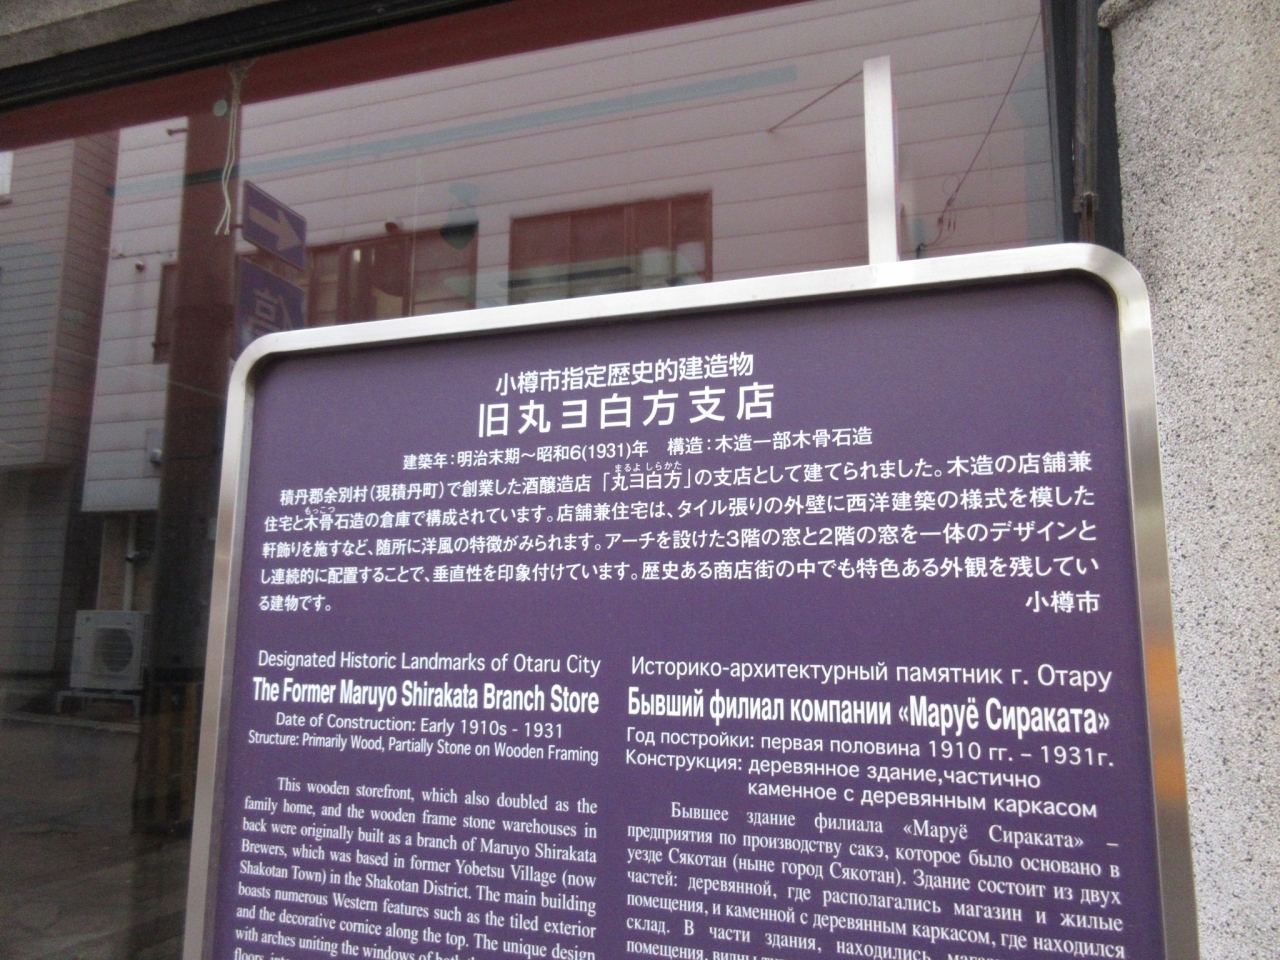 停
小樽市指定歴史的建造物
旧丸ヨ白方支店
建築年：明治末期～昭和6(1931)年　構造：木造一部木骨石造
まるよ しらかた
積丹郡余別村（現積丹町）で創業した酒醸造店「丸ヨ白方」の支店として建てられました。木造の店舗兼
もっこつ
住宅と木骨石造の倉庫で構成されています。店舗兼住宅は、タイル張りの外壁に西洋建築の様式を模した
軒飾りを施すなど、随所に洋風の特徴がみられます。アーチを設けた3階の窓と2階の窓を一体のデザインと
し連続的に配置することで、垂直性を印象付けています。歴史ある商店街の中でも特色ある外観を残してい
る建物です。
小樽市
Designated Historic Landmarks of Otaru City
The Former Maruyo Shirakata Branch Store
Date of Construction: Early 1910s - 1931
Structure: Primarily Wood, Partially Stone on Wooden Framing
This wooden storefront, which also doubled as the
family home, and the wooden frame stone warehouses in
back were originally built as a branch of Maruyo Shirakata
Brewers, which was based in former Yobetsu Village (now
Shakotan Town) in the Shakotan District. The main building
boasts numerous Western features such as the tiled exterior
and the decorative cornice along the top. The unique design
with arches uniting the windows of both
floors
Историко-архитектурный памятник г. Отару
Бывший филиал компании «Маруё Сираката»
Год постройки: первая половина 1910 гг. – 1931г.
Конструкция: деревянное здание,частично
каменное с деревянным каркасом
Бывшее здание филиала «Маруё Сираката» –
предприятия по производству сакэ, которое было основано в
уезде Сякотан (ныне город Сякотан). Здание состоит из двух
частей: деревянной, где располагались магазин и жилые
помещения, и каменной с деревянным каркасом, где находился
склад. В части здания, находились
помещения, видны